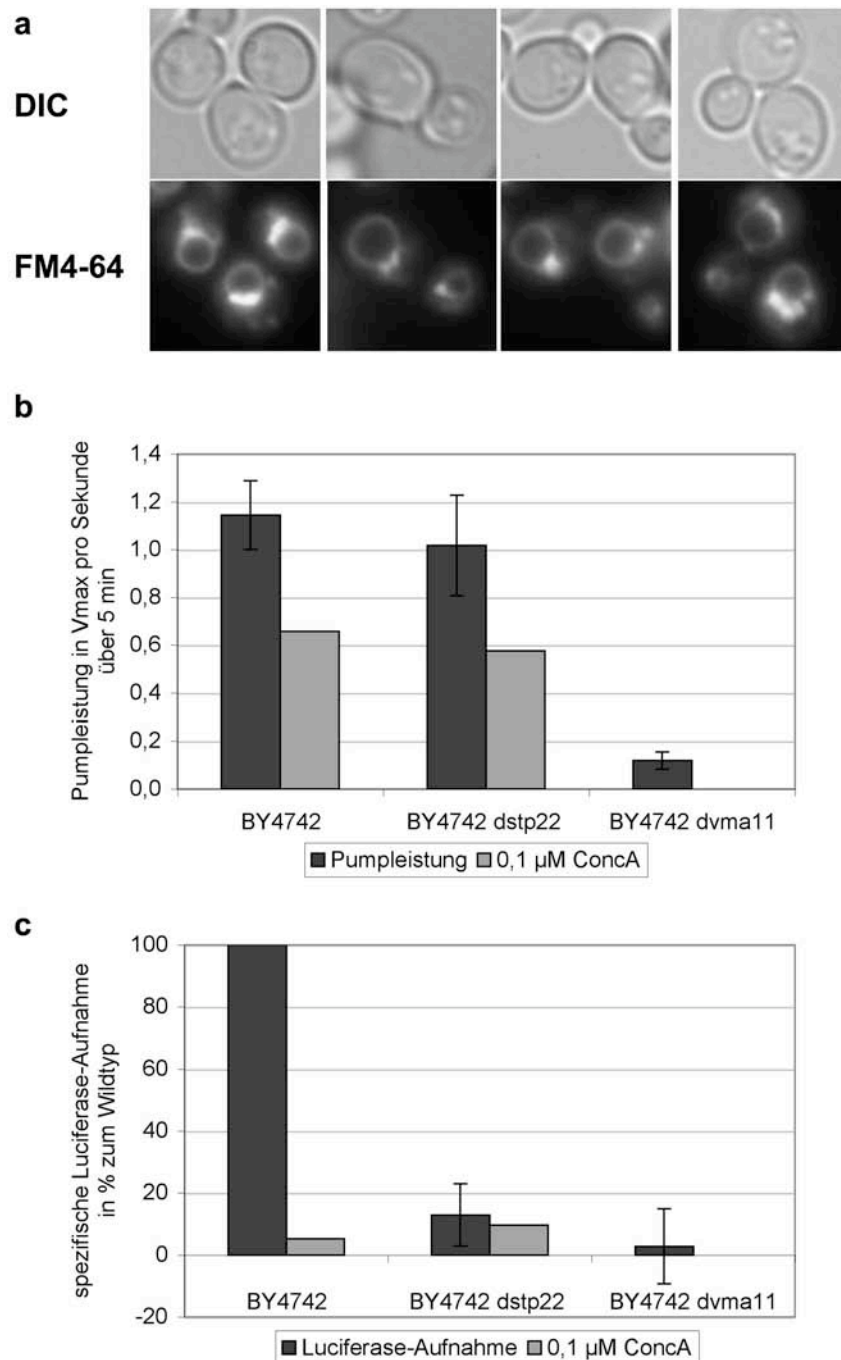 a
DIC
FM4-64
b
Pumpleistung in Vmax pro Sekunde
über 5 min
1,4
1,2
1,0
0,8
0,6
0,4
0,2
0,0
BY4742
BY4742 dstp22
BY4742 dvma11
Pumpleistung
0,1 µM ConcA
c
spezifische Luciferase-Aufnahme
in % zum Wildtyp
100
80
60
40
20
0
-20
BY4742
BY4742 dstp22
BY4742 dvma11
Luciferase-Aufnahme
0,1 µM ConcA